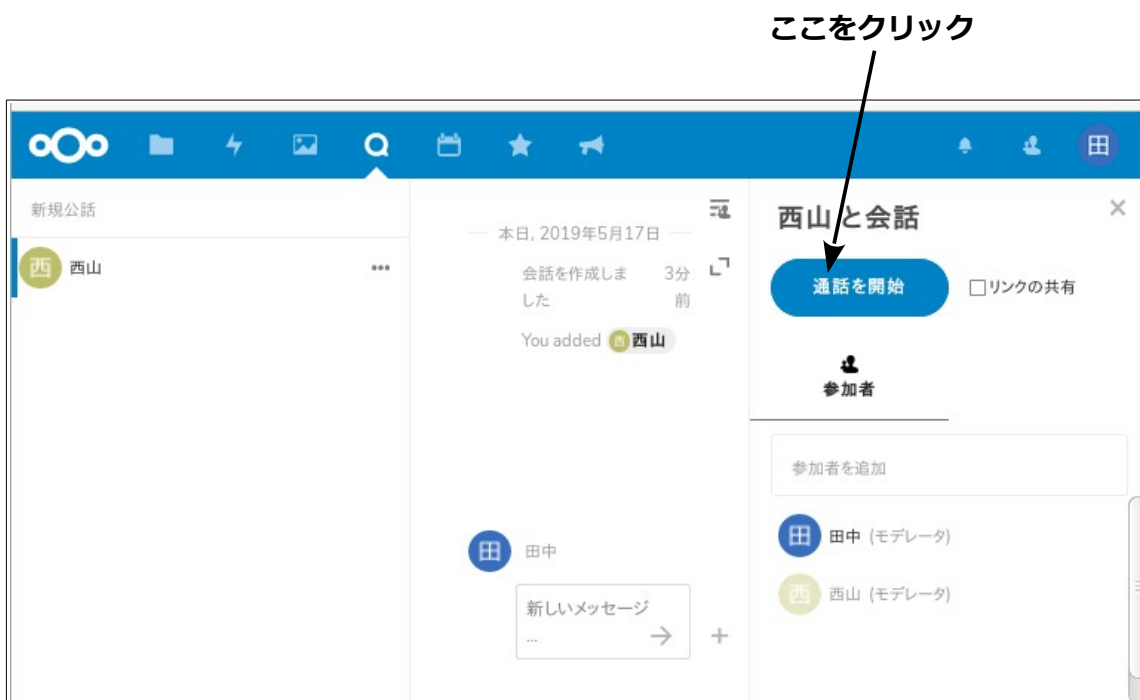 ここをクリック
田
新規公話
西 西山 •••
本日, 2019年5月17日
会話を作成しま
した
3分
前
You added 西 西山
田 田中
新しいメッセージ
...
西山 と会話
通話を開始
リンクの共有
参加者
参加者を追加
田 田中 (モデレータ)
西 西山 (モデレータ)